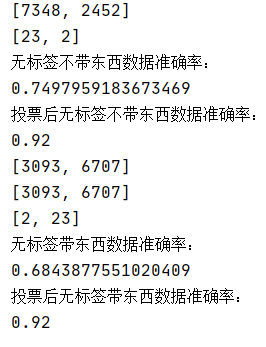 [7348, 2452]
[23, 2]
无标签不带东西数据准确率：
0.7497959183673469
投票后无标签不带东西数据准确率：
0.92
[3093, 6707]
[3093, 6707]
[2, 23]
无标签带东西数据准确率：
0.6843877551020409
投票后无标签带东西数据准确率：
0.92